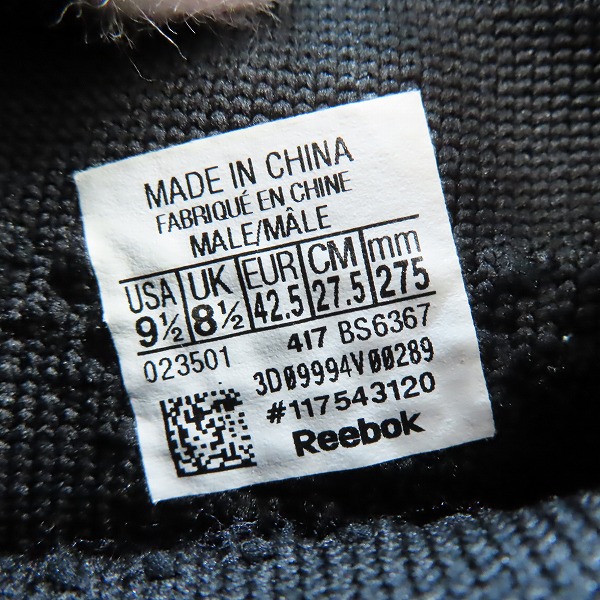 MADE IN CHINA
FABRIQUÉ EN CHINE
MALE/MÂLE
USA UK EUR CM mm
9½ 8½ 42.5 27.5 275
023501 417 BS6367
3D09994V00289
#117543120
Reebok